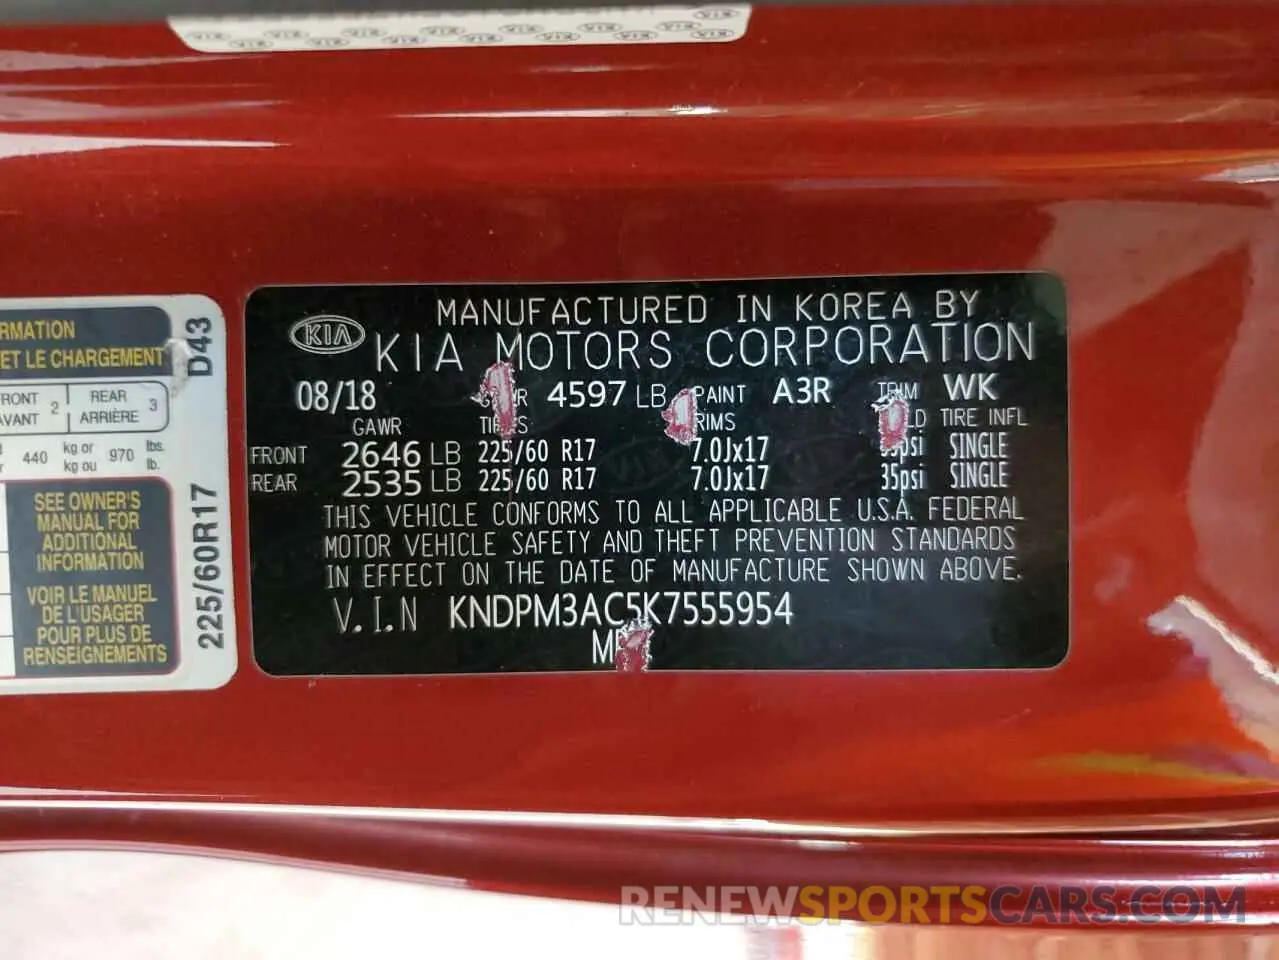 RMATION
ET LE CHARGEMENT
FRONT
AVANT 2
REAR
ARRIÈRE 3
440 kg or
kg ou 970 lbs.
lb.
SEE OWNER'S
MANUAL FOR
ADDITIONAL
INFORMATION
VOIR LE MANUEL
DE L'USAGER
POUR PLUS DE
RENSEIGNEMENTS
D43
225/60R17
MANUFACTURED IN KOREA BY
KIA
KIA MOTORS CORPORATION
08/18 4597 LB PAINT A3R TRIM WK
GAWR RIMS TIRE INFL
FRONT 2646 LB 225/60 R17 7.0Jx17 SINGLE
REAR 2535 LB 225/60 R17 7.0Jx17 35psi SINGLE
THIS VEHICLE CONFORMS TO ALL APPLICABLE U.S.A. FEDERAL
MOTOR VEHICLE SAFETY AND THEFT PREVENTION STANDARDS
IN EFFECT ON THE DATE OF MANUFACTURE SHOWN ABOVE.
V.I.N KNDPM3AC5K7555954
RENEWSPORTSCARS.COM